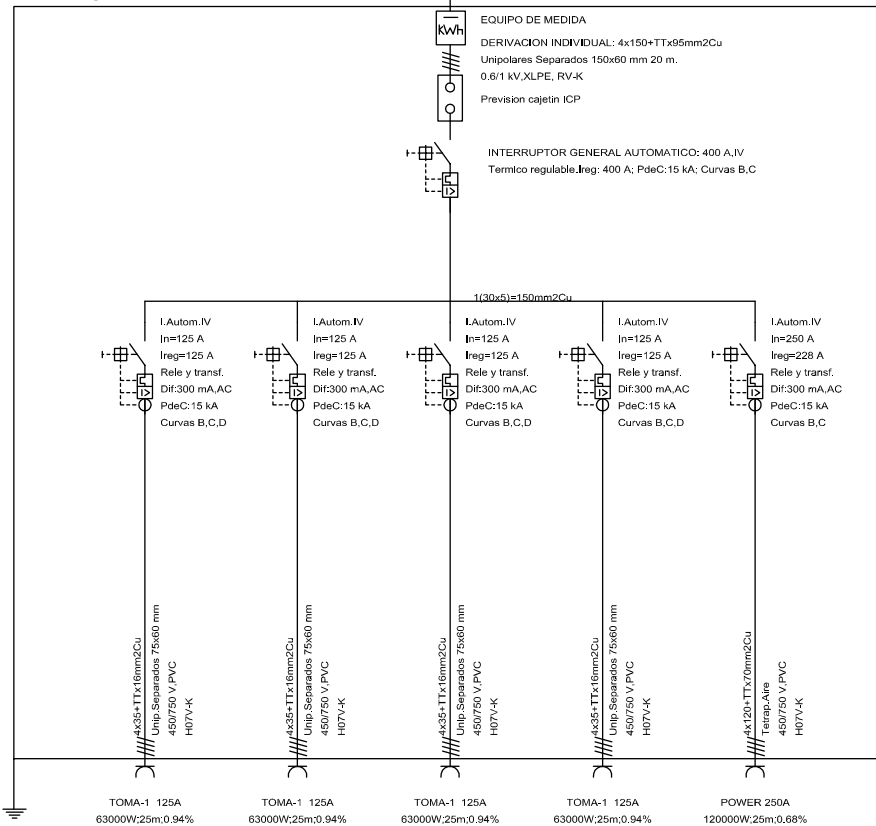 KWh
EQUIPO DE MEDIDA
DERIVACION INDIVIDUAL: 4x150+TTx95mm2Cu
Unipolares Separados 150x60 mm 20 m.
0.6/1 kV,XLPE, RV-K
Prevision cajetin ICP
INTERRUPTOR GENERAL AUTOMATICO: 400 A,IV
Termico regulable.Ireg: 400 A; PdeC:15 kA; Curvas B,C
I>
1(30x5)=150mm2Cu
I.Autom.IV
In=125 A
Ireg=125 A
Rele y transf.
Dif:300 mA,AC
PdeC:15 kA
Curvas B,C,D
I>
I.Autom.IV
In=125 A
Ireg=125 A
Rele y transf.
Dif:300 mA,AC
PdeC:15 kA
Curvas B,C,D
I>
I.Autom.IV
In=125 A
Ireg=125 A
Rele y transf.
Dif:300 mA,AC
PdeC:15 kA
Curvas B,C,D
I>
I.Autom.IV
In=125 A
Ireg=125 A
Rele y transf.
Dif:300 mA,AC
PdeC:15 kA
Curvas B,C,D
I>
I.Autom.IV
In=250 A
Ireg=228 A
Rele y transf.
Dif:300 mA,AC
PdeC:15 kA
Curvas B,C
I>
4x35+TTx16mm2Cu
Unip.Separados 75x60 mm
450/750 V,PVC
H07V-K
4x35+TTx16mm2Cu
Unip.Separados 75x60 mm
450/750 V,PVC
H07V-K
4x35+TTx16mm2Cu
Unip.Separados 75x60 mm
450/750 V,PVC
H07V-K
4x35+TTx16mm2Cu
Unip.Separados 75x60 mm
450/750 V,PVC
H07V-K
4x120+TTx70mm2Cu
Tetrap.Aire
450/750 V,PVC
H07V-K
TOMA-1 125A
63000W;25m;0.94%
TOMA-1 125A
63000W;25m;0.94%
TOMA-1 125A
63000W;25m;0.94%
TOMA-1 125A
63000W;25m;0.94%
POWER 250A
120000W;25m;0.68%